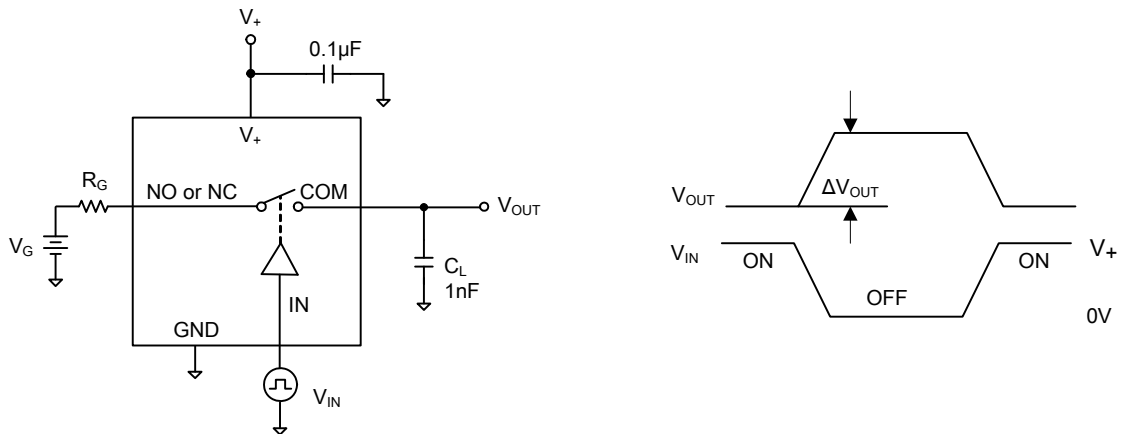 V+
0.1µF
V+
RG
NO or NC
COM
VOUT
VG
CL
1nF
IN
GND
VIN
ΔVOUT
VOUT
VIN
ON
OFF
ON
V+
0V